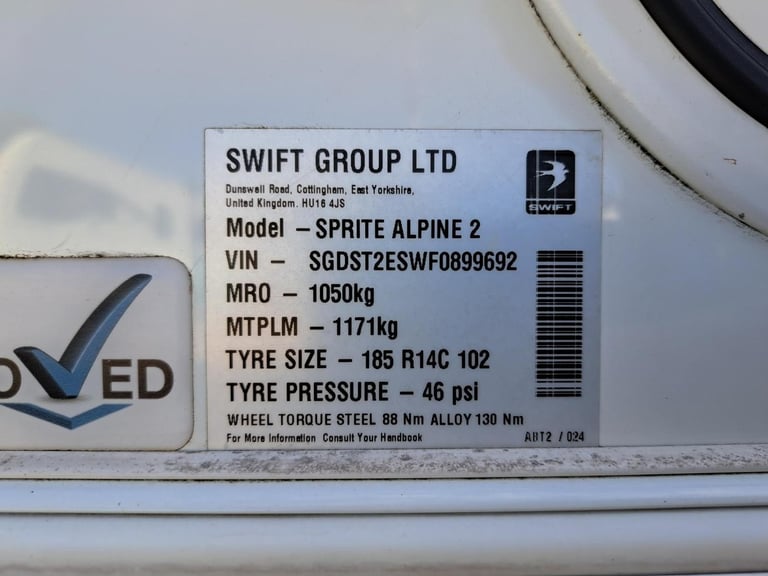 SWIFT GROUP LTD
Dunswell Road, Cottingham, East Yorkshire,
United Kingdom. HU16 4JS
SWIFT
Model – SPRITE ALPINE 2
VIN – SGDST2ESWF0899692
MRO – 1050kg
MTPLM – 1171kg
TYRE SIZE – 185 R14C 102
TYRE PRESSURE – 46 psi
WHEEL TORQUE STEEL 88 Nm ALLOY 130 Nm
For More Information Consult Your Handbook
ABT2 / 024
OVED